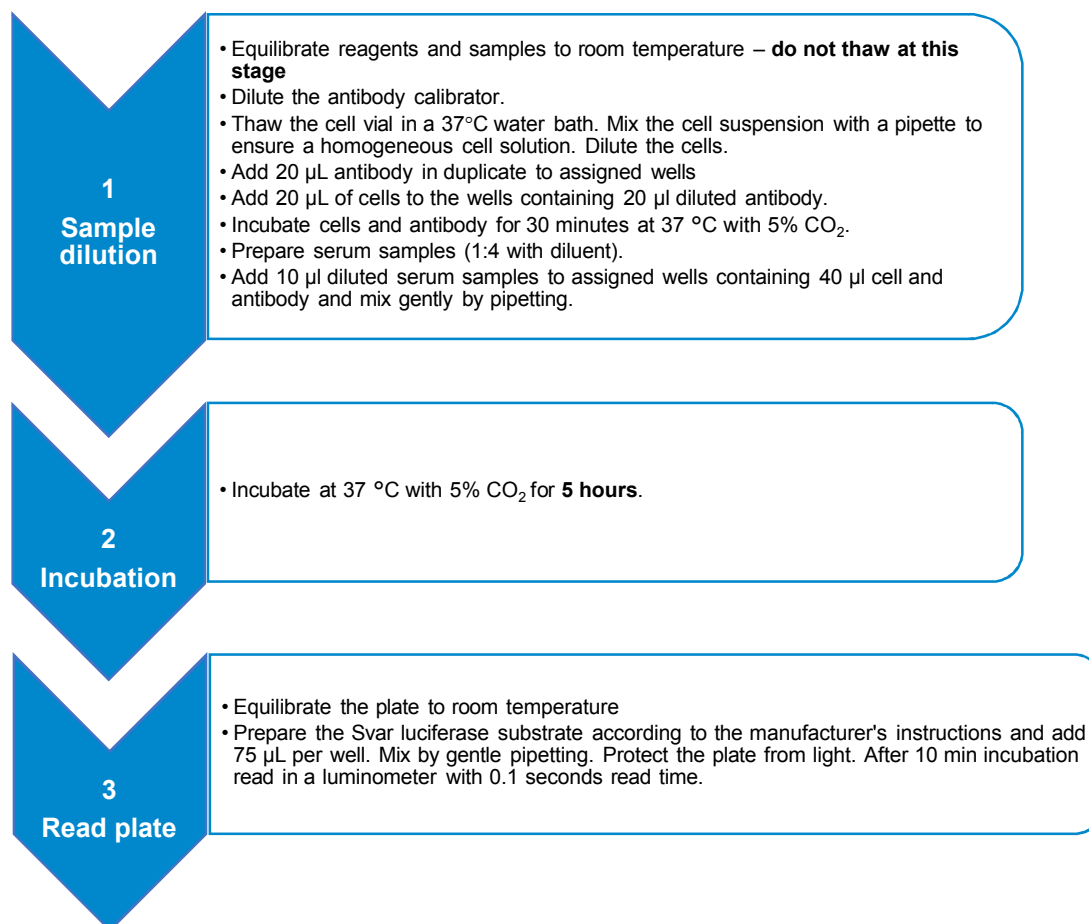 1
Sample
dilution
• Equilibrate reagents and samples to room temperature – do not thaw at this
stage
• Dilute the antibody calibrator.
• Thaw the cell vial in a 37°C water bath. Mix the cell suspension with a pipette to
ensure a homogeneous cell solution. Dilute the cells.
• Add 20 µL antibody in duplicate to assigned wells
• Add 20 µL of cells to the wells containing 20 µl diluted antibody.
• Incubate cells and antibody for 30 minutes at 37 °C with 5% CO₂.
• Prepare serum samples (1:4 with diluent).
• Add 10 µl diluted serum samples to assigned wells containing 40 µl cell and
antibody and mix gently by pipetting.
2
Incubation
• Incubate at 37 °C with 5% CO₂ for 5 hours.
3
Read plate
• Equilibrate the plate to room temperature
• Prepare the Svar luciferase substrate according to the manufacturer's instructions and add
75 µL per well. Mix by gentle pipetting. Protect the plate from light. After 10 min incubation
read in a luminometer with 0.1 seconds read time.